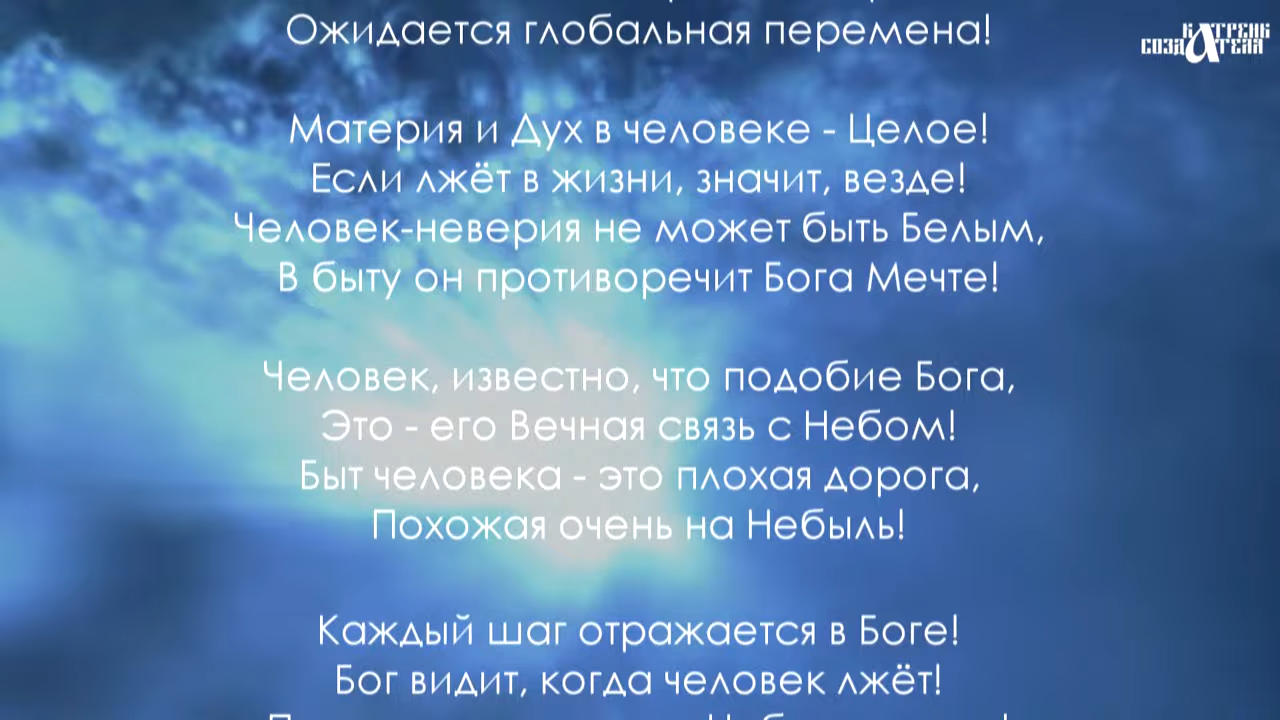 Ожидается глобальная перемена!
КАТРЕНЫ
СОЗДАТЕЛЯ
Материя и Дух в человеке - Целое!
Если лжёт в жизни, значит, везде!
Человек-неверия не может быть Белым,
В быту он противоречит Бога Мечте!
Человек, известно, что подобие Бога,
Это - его Вечная связь с Небом!
Быт человека - это плохая дорога,
Похожая очень на Небыль!
Каждый шаг отражается в Боге!
Бог видит, когда человек лжёт!